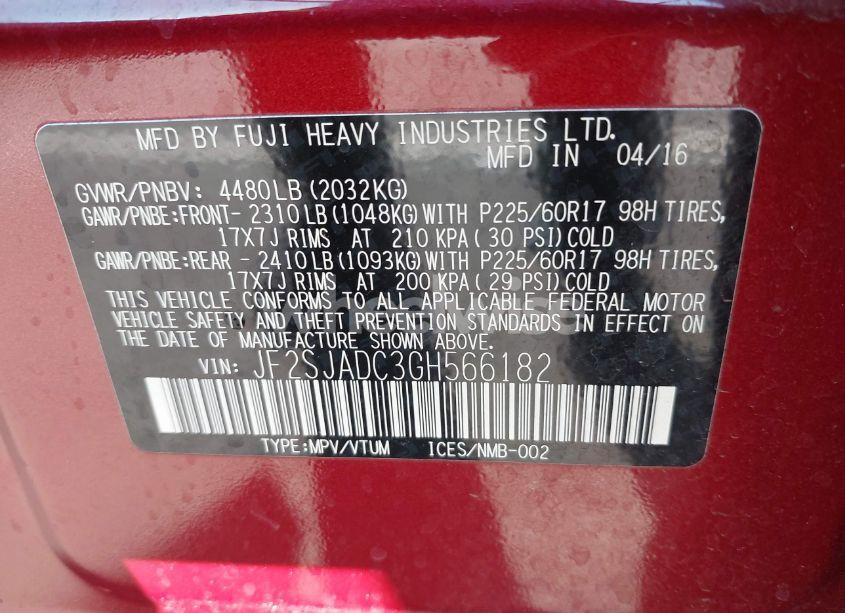 MFD BY FUJI HEAVY INDUSTRIES LTD.
MFD IN 04/16
GVWR/PNBV: 4480LB(2032KG)
GAWR/PNBE:FRONT- 2310LB(1048KG)WITH P225/60R17 98H TIRES,
17X7J RIMS AT 210 KPA( 30 PSI)COLD
GAWR/PNBE:REAR - 2410LB(1093KG)WITH P225/60R17 98H TIRES,
17X7J RIMS AT 200 KPA( 29 PSI)COLD
THIS VEHICLE CONFORMS TO ALL APPLICABLE FEDERAL MOTOR
VEHICLE SAFETY AND THEFT PREVENTION STANDARDS IN EFFECT ON
THE DATE OF MANUFACTURE SHOWN ABOVE.
VIN: JF2SJADC3GH566182
TYPE:MPV/VTUM ICES/NMB-002